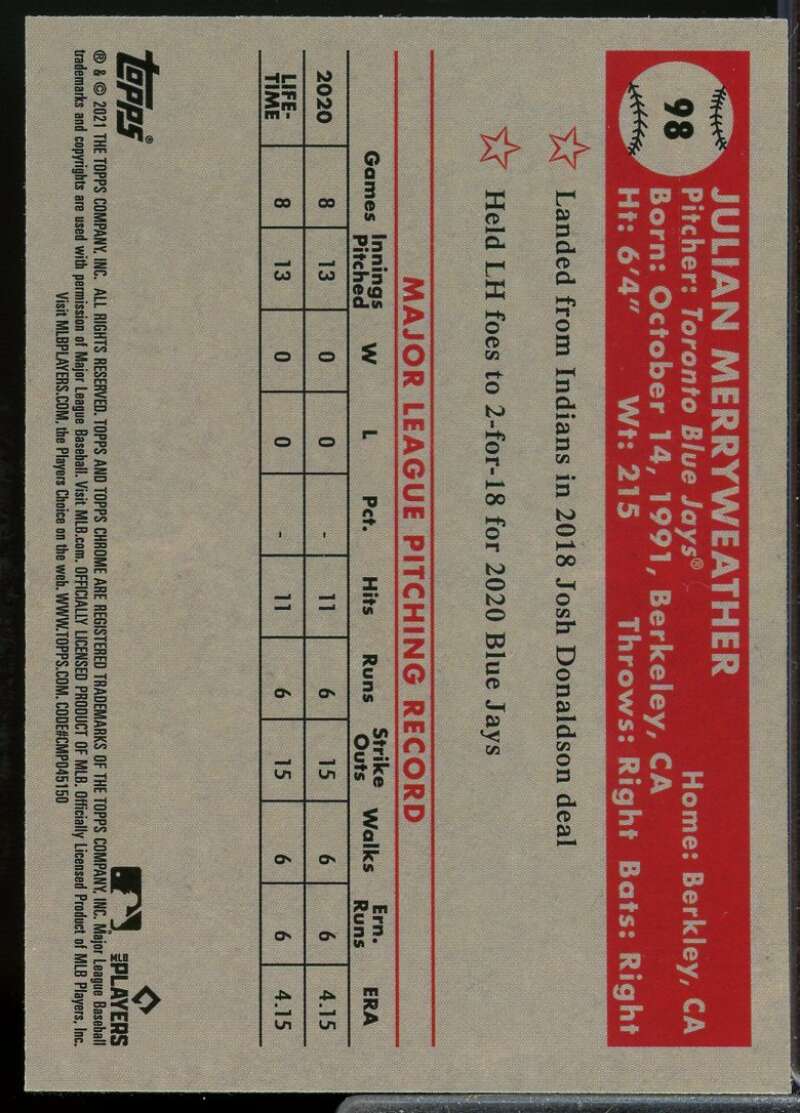 98
JULIAN MERRYWEATHER
Pitcher: Toronto Blue Jays® Home: Berkley, CA
Born: October 14, 1991, Berkeley, CA
Ht: 6'4" Wt: 215 Throws: Right Bats: Right
Landed from Indians in 2018 Josh Donaldson deal
Held LH foes to 2-for-18 for 2020 Blue Jays
MAJOR LEAGUE PITCHING RECORD
Games Innings Pitched W L Pct. Hits Runs Strike Outs Walks Ern. Runs ERA
2020 8 13 0 0 - 11 6 15 6 6 4.15
LIFE-TIME 8 13 0 0 - 11 6 15 6 6 4.15
topps®
MLB PLAYERS
® & © 2021 THE TOPPS COMPANY, INC. ALL RIGHTS RESERVED. TOPPS AND TOPPS CHROME ARE REGISTERED TRADEMARKS OF THE TOPPS COMPANY, INC. Major League Baseball
trademarks and copyrights are used with permission of Major League Baseball. Visit MLB.com. OFFICIALLY LICENSED PRODUCT OF MLB. Officially Licensed Product of MLB Players, Inc.
Visit MLBPLAYERS.COM, the Players Choice on the web. WWW.TOPPS.COM. CODE#CMP045150